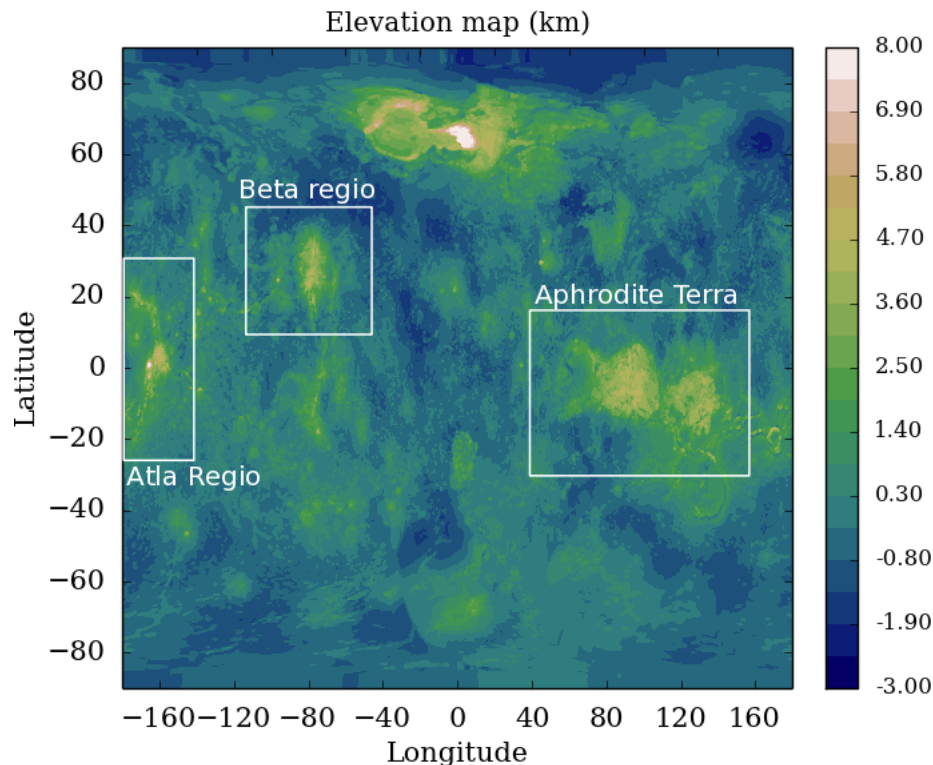 Elevation map (km)
80
60
40
20
0
−20
−40
−60
−80
Latitude
Beta regio
Aphrodite Terra
Atla Regio
−160 −120 −80 −40 0 40 80 120 160
Longitude
8.00
6.90
5.80
4.70
3.60
2.50
1.40
0.30
-0.80
-1.90
-3.00